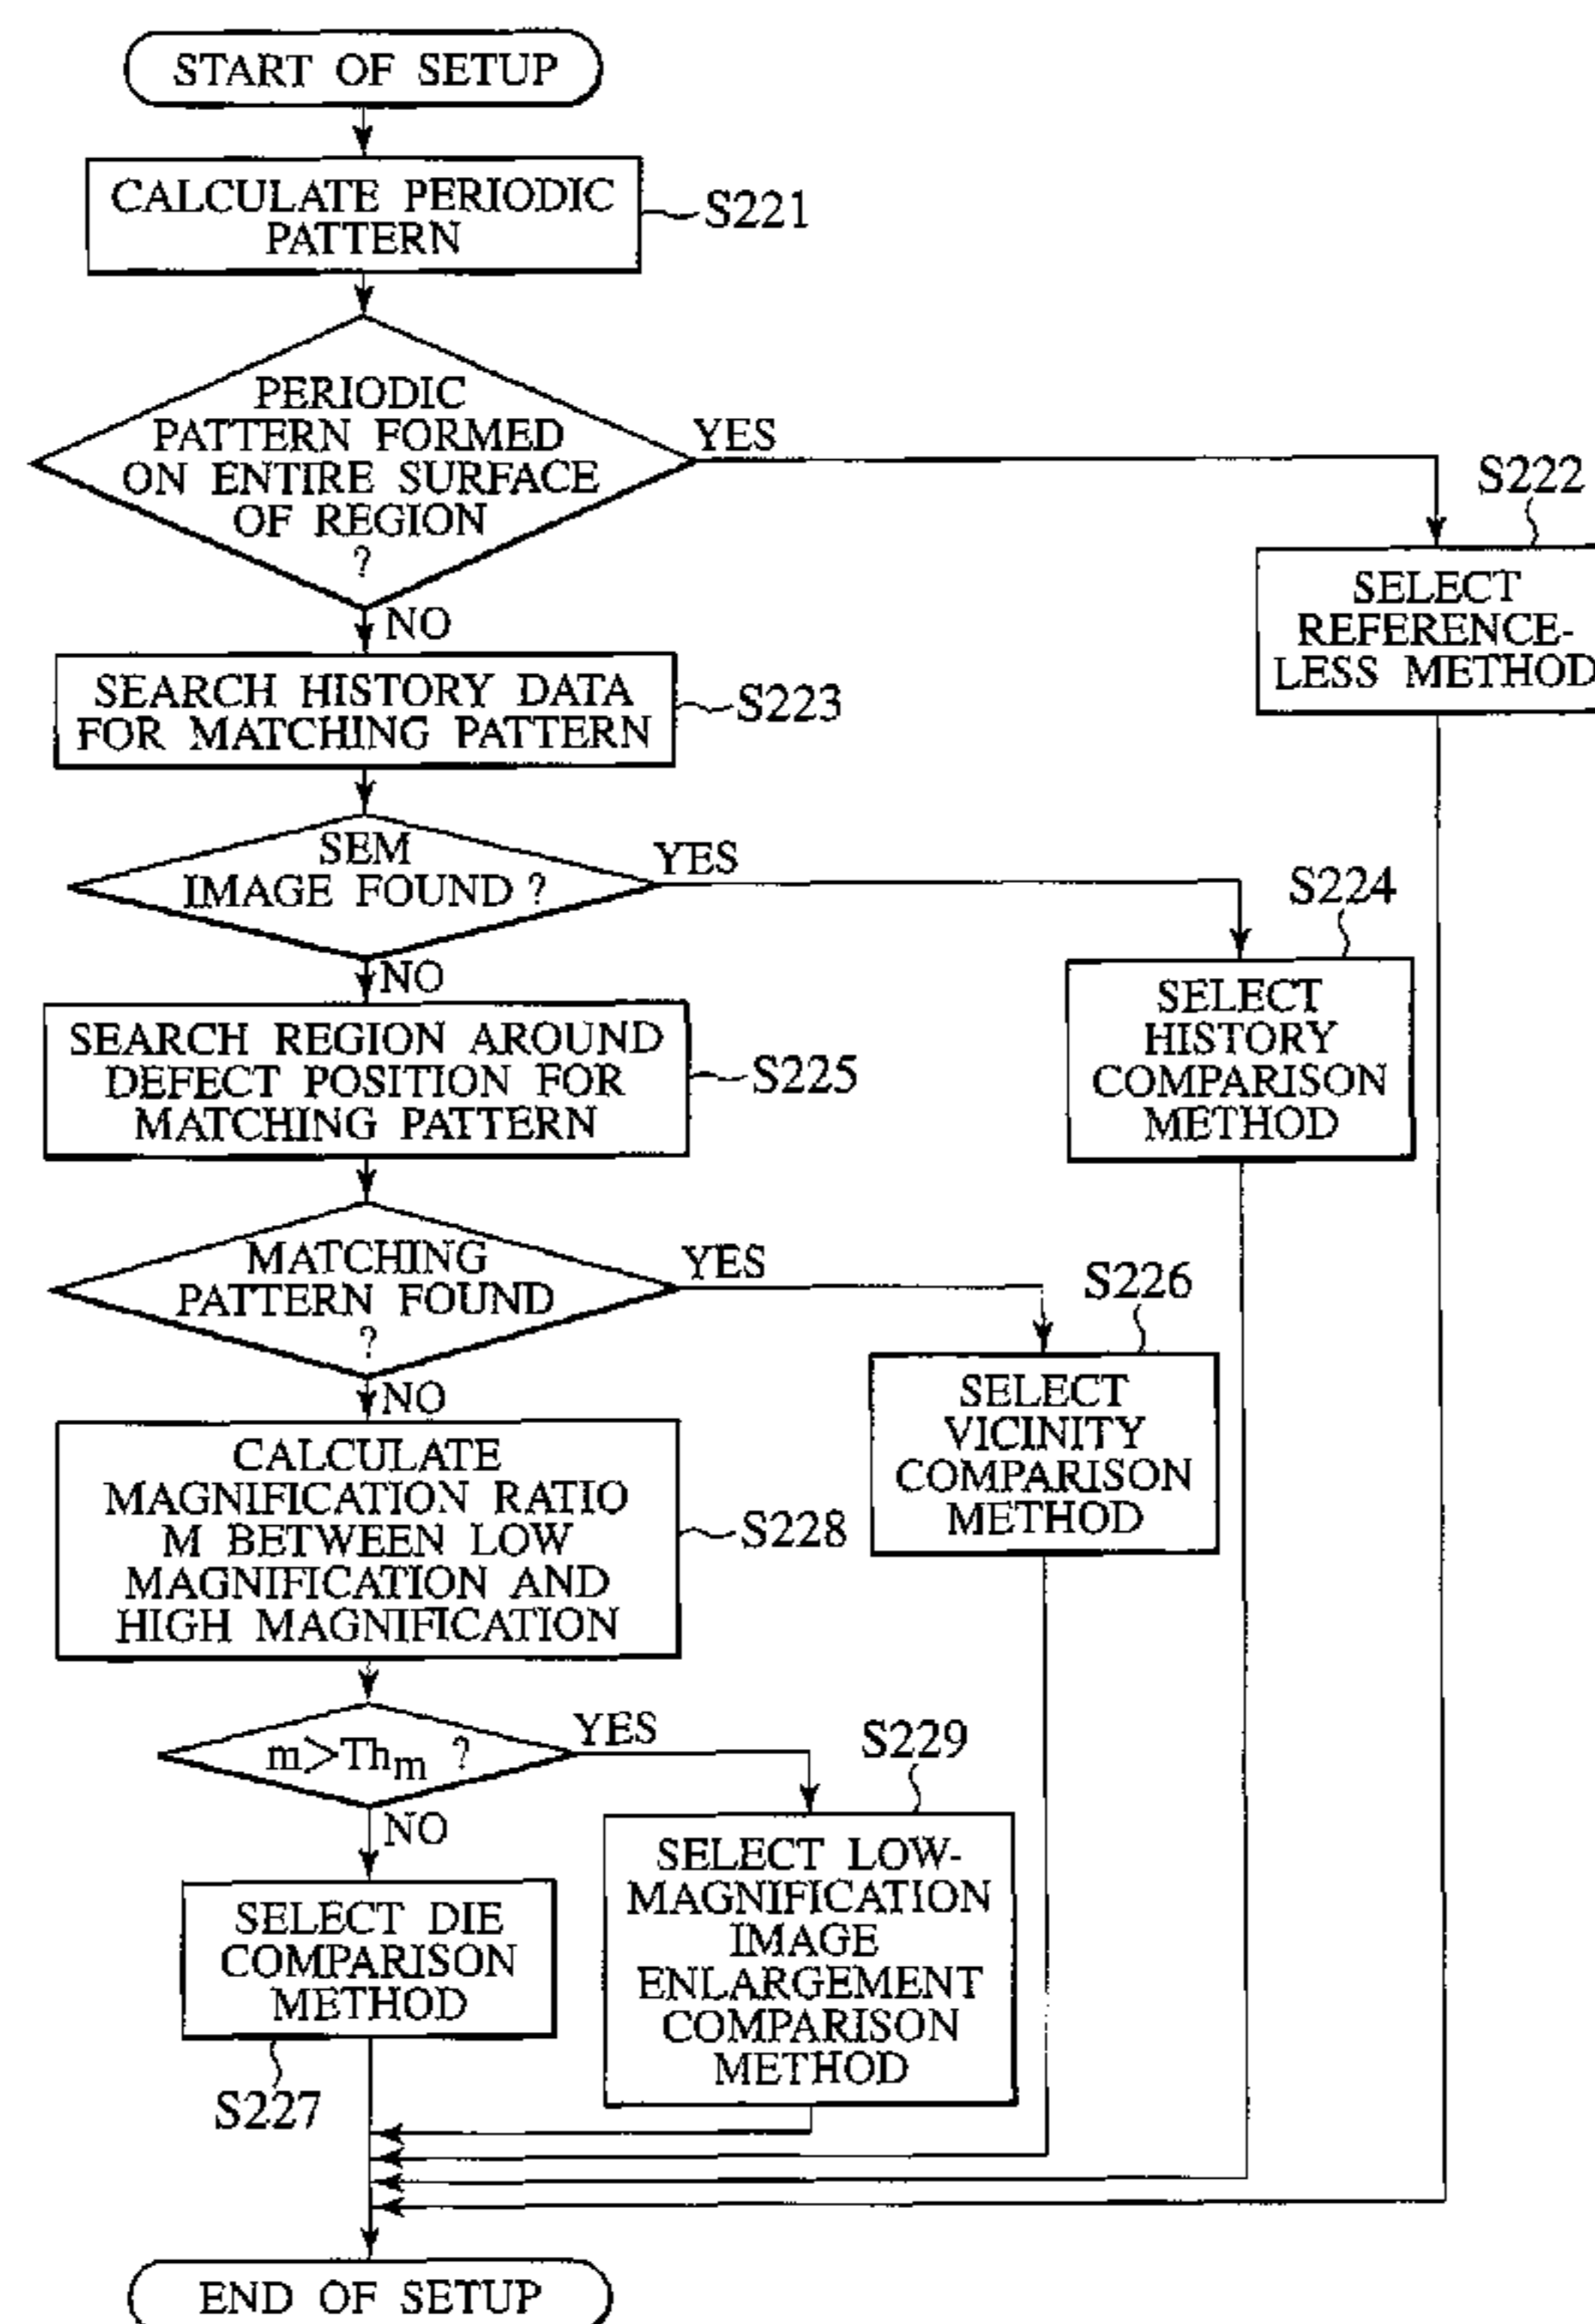 START OF SETUP
CALCULATE PERIODIC
PATTERN
S221
PERIODIC
PATTERN FORMED
ON ENTIRE SURFACE
OF REGION
?
YES
S222
SELECT
REFERENCE-
LESS METHOD
NO
SEARCH HISTORY DATA
FOR MATCHING PATTERN
S223
SEM
IMAGE FOUND ?
YES
S224
SELECT
HISTORY
COMPARISON
METHOD
NO
SEARCH REGION AROUND
DEFECT POSITION FOR
MATCHING PATTERN
S225
MATCHING
PATTERN FOUND
?
YES
S226
SELECT
VICINITY
COMPARISON
METHOD
NO
CALCULATE
MAGNIFICATION RATIO
M BETWEEN LOW
MAGNIFICATION AND
HIGH MAGNIFICATION
S228
m>Thm ?
YES
S229
SELECT LOW-
MAGNIFICATION
IMAGE
ENLARGEMENT
COMPARISON
METHOD
NO
SELECT DIE
COMPARISON
METHOD
S227
END OF SETUP